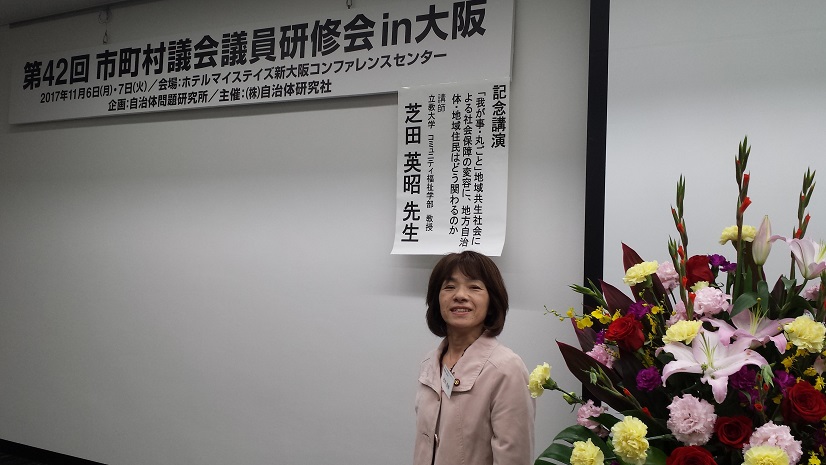 第42回 市町村議会議員研修会in大阪
2017年11月6日(月)・7日(火)／会場：ホテルマイステイズ新大阪コンファレンスセンター
企画：自治体問題研究所／主催：(株)自治体研究社
記念講演
「我が事・丸ごと」地域共生社会に
よる社会保障の変容に、地方自治
体・地域住民はどう関わるのか
講師
立教大学 コミュニティ福祉学部 教授
芝田 英昭 先生